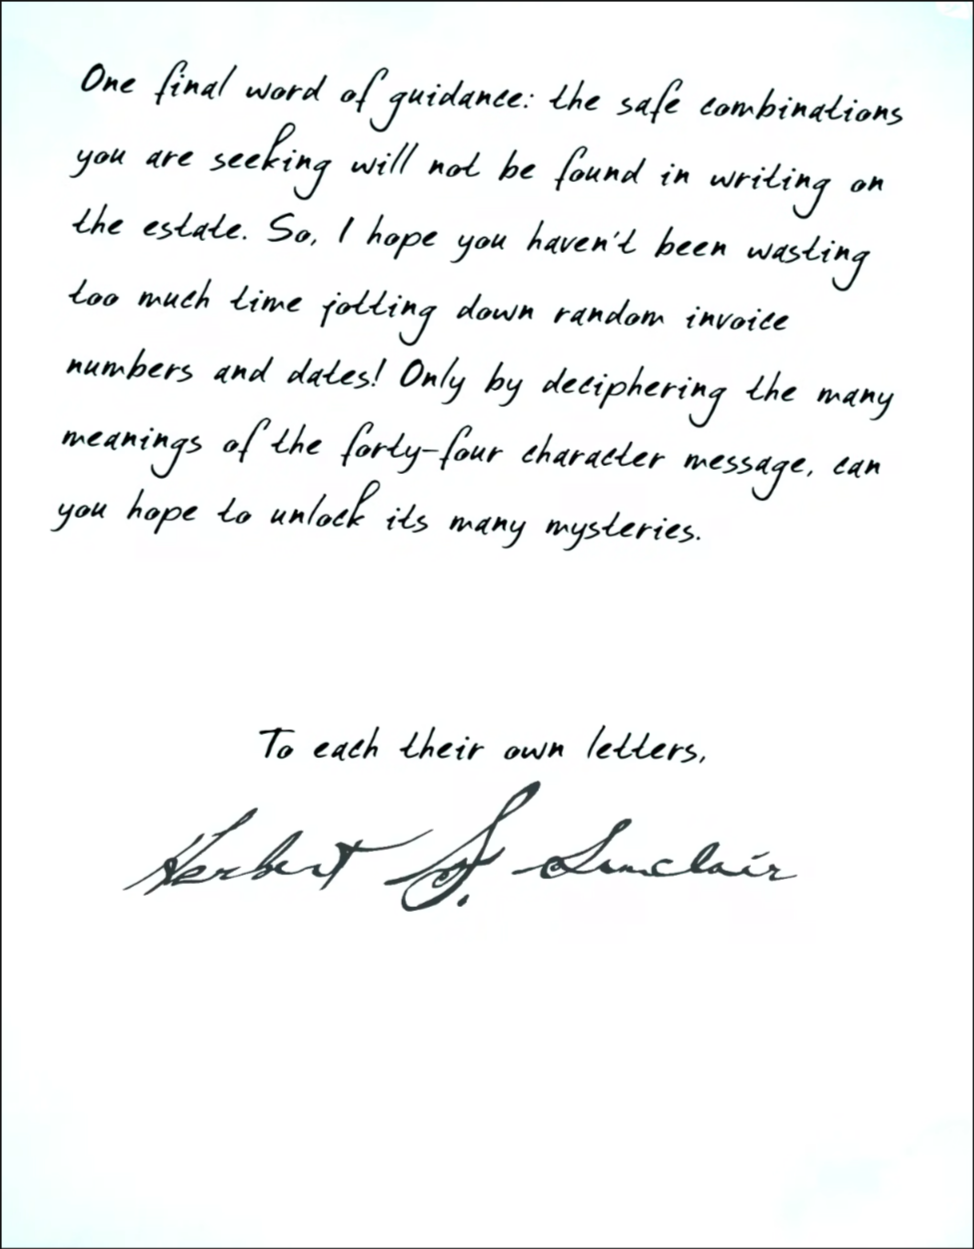 One final word of guidance: the safe combinations
you are seeking will not be found in writing on
the estate. So, I hope you haven't been wasting
too much time jotting down random invoice
numbers and dates! Only by deciphering the many
meanings of the forty-four character message, can
you hope to unlock its many mysteries.
To each their own letters,
Herbert S. Sinclair